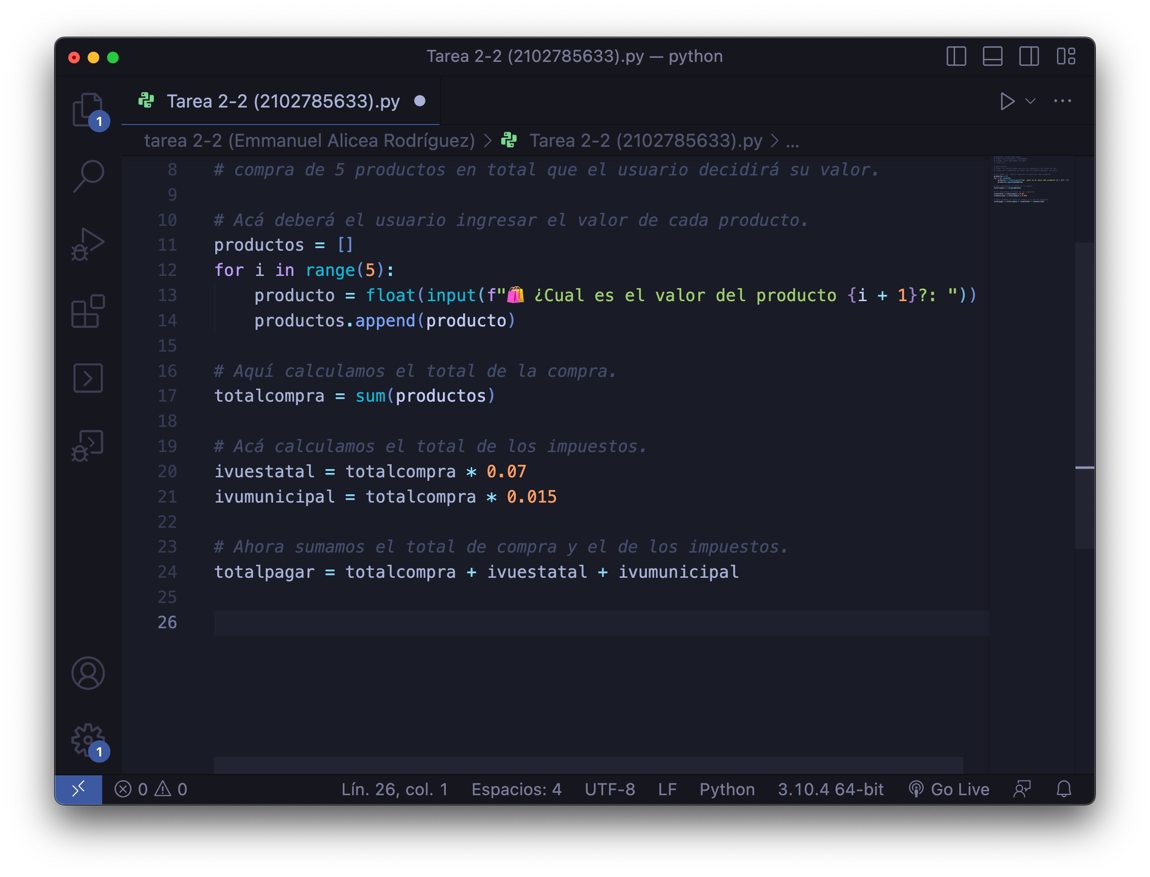 Tarea 2-2 (2102785633).py — python
1
Tarea 2-2 (2102785633).py
tarea 2-2 (Emmanuel Alicea Rodríguez) > Tarea 2-2 (2102785633).py > ...
8 # compra de 5 productos en total que el usuario decidirá su valor.
9
10 # Acá deberá el usuario ingresar el valor de cada producto.
11 productos = []
12 for i in range(5):
13     producto = float(input(f"🛍 ¿Cual es el valor del producto {i + 1}?: "))
14     productos.append(producto)
15
16 # Aquí calculamos el total de la compra.
17 totalcompra = sum(productos)
18
19 # Acá calculamos el total de los impuestos.
20 ivuestatal = totalcompra * 0.07
21 ivumunicipal = totalcompra * 0.015
22
23 # Ahora sumamos el total de compra y el de los impuestos.
24 totalpagar = totalcompra + ivuestatal + ivumunicipal
25
26
1
0 0 Lín. 26, col. 1 Espacios: 4 UTF-8 LF Python 3.10.4 64-bit Go Live